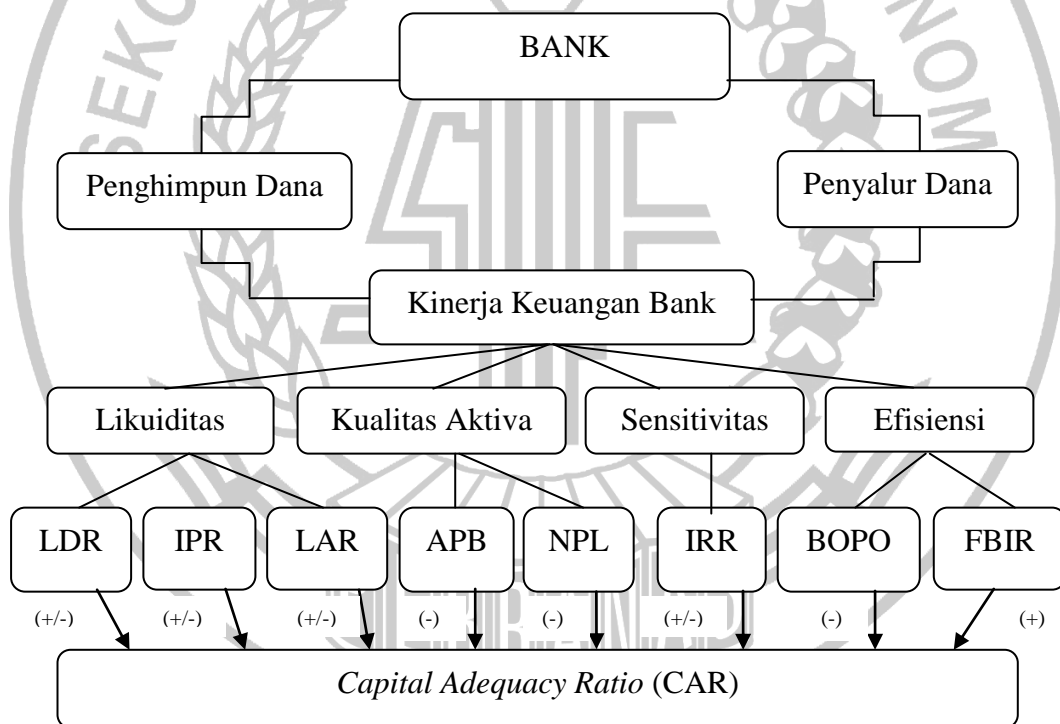 BANK
Penghimpun Dana
Penyalur Dana
Kinerja Keuangan Bank
Likuiditas
Kualitas Aktiva
Sensitivitas
Efisiensi
LDR
IPR
LAR
APB
NPL
IRR
BOPO
FBIR
(+/-)
(+/-)
(+/-)
(-)
(-)
(+/-)
(-)
(+)
Capital Adequacy Ratio (CAR)